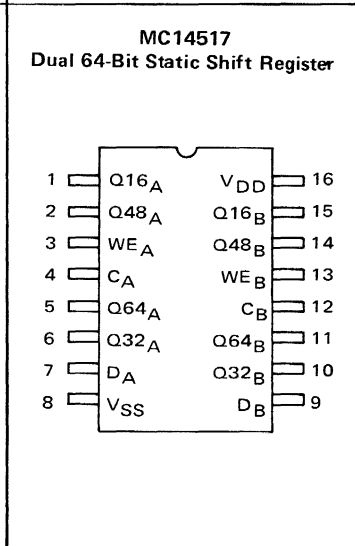 MC14517
Dual 64-Bit Static Shift Register
1 Q16A VDD 16
2 Q48A Q16B 15
3 WEA Q48B 14
4 CA WEB 13
5 Q64A CB 12
6 Q32A Q64B 11
7 DA Q32B 10
8 VSS DB 9